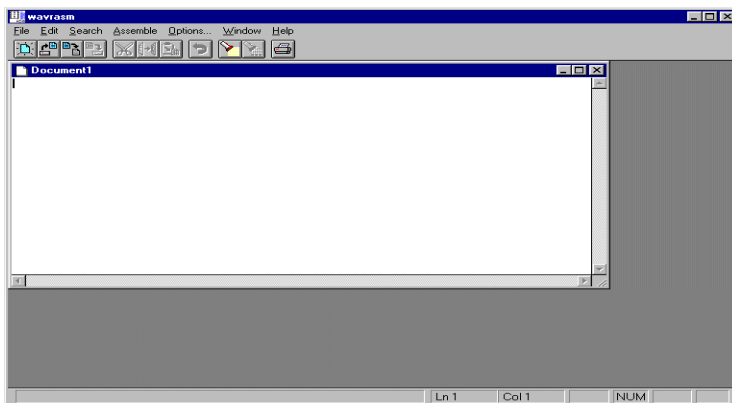 wavrasm
File Edit Search Assemble Options... Window Help
Document1
Ln 1 Col 1 NUM